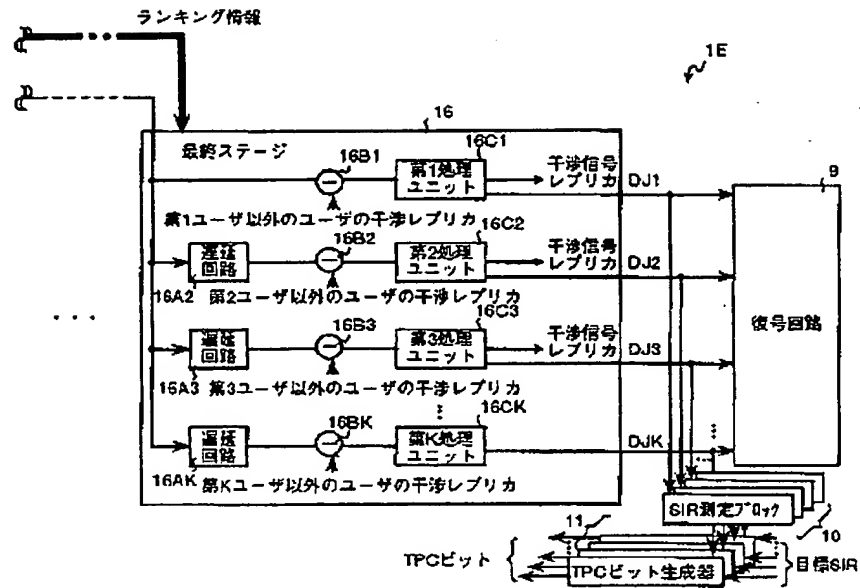 ランキング情報
1E
16
最終ステージ
16B1
16C1
第1処理
ユニット
干渉信号
レプリカ
DJ1
9
第1ユーザ以外のユーザの干渉レプリカ
16B2
16C2
遅延
回路
第2処理
ユニット
干渉信号
レプリカ
DJ2
16A2
第2ユーザ以外のユーザの干渉レプリカ
16B3
16C3
遅延
回路
第3処理
ユニット
干渉信号
レプリカ
DJ3
復号回路
16A3
第3ユーザ以外のユーザの干渉レプリカ
16BK
16CK
遅延
回路
第K処理
ユニット
DJK
16AK
第Kユーザ以外のユーザの干渉レプリカ
SIR測定ブロック
10
11
TPCビット
TPCビット生成器
目標SIR